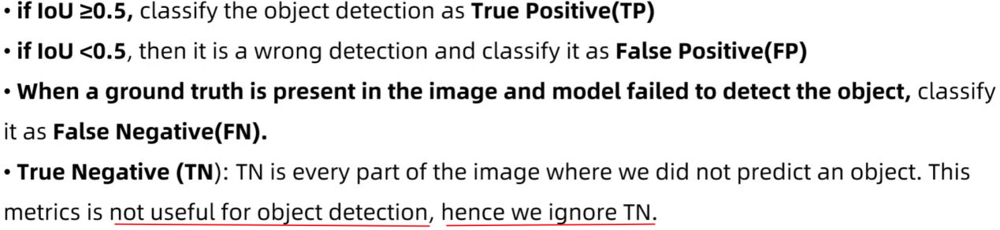 • if IoU ≥0.5, classify the object detection as True Positive(TP)
• if IoU <0.5, then it is a wrong detection and classify it as False Positive(FP)
• When a ground truth is present in the image and model failed to detect the object, classify
it as False Negative(FN).
• True Negative (TN): TN is every part of the image where we did not predict an object. This
metrics is not useful for object detection, hence we ignore TN.